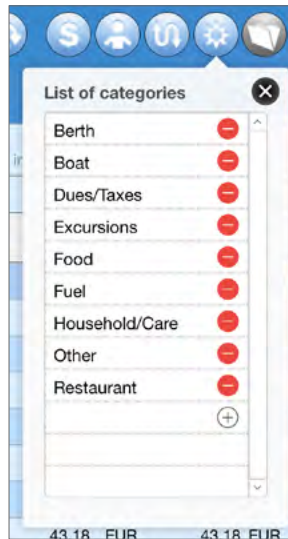 S
in
List of categories
Berth
Boat
Dues/Taxes
Excursions
Food
Fuel
Household/Care
Other
Restaurant
43.18 EUR 43.18 EUR